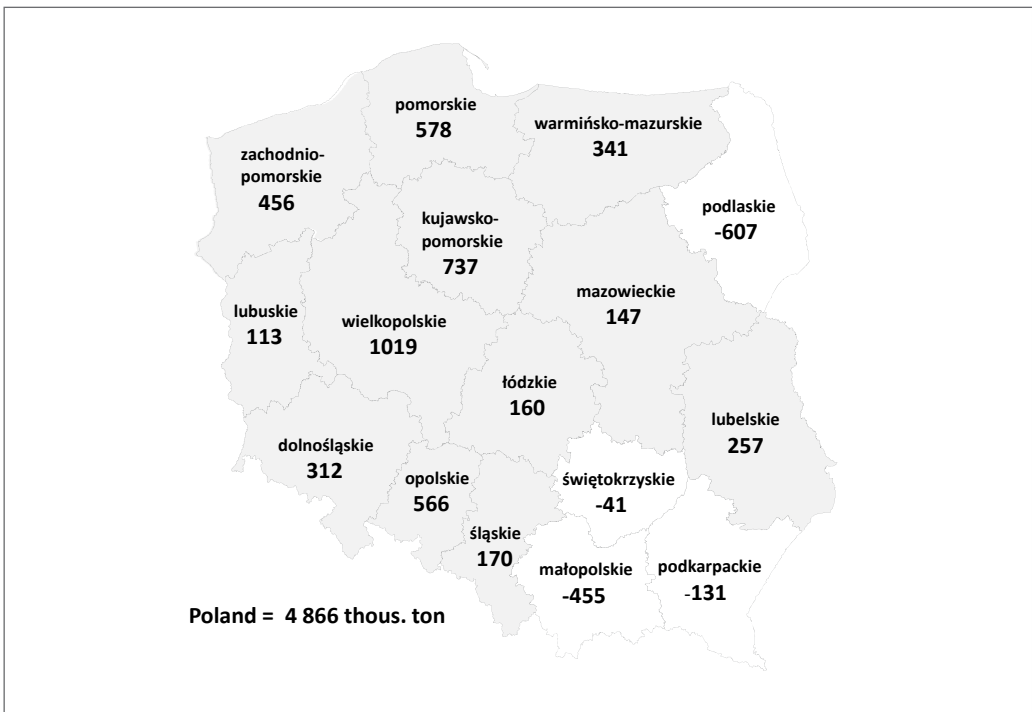 pomorskie
578
warmińsko-mazurskie
341
zachodnio-
pomorskie
456
podlaskie
-607
kujawsko-
pomorskie
737
mazowieckie
147
lubuskie
113
wielkopolskie
1019
łódzkie
160
lubelskie
257
dolnośląskie
312
opolskie
566
świętokrzyskie
-41
śląskie
170
małopolskie
-455
podkarpackie
-131
Poland = 4 866 thous. ton